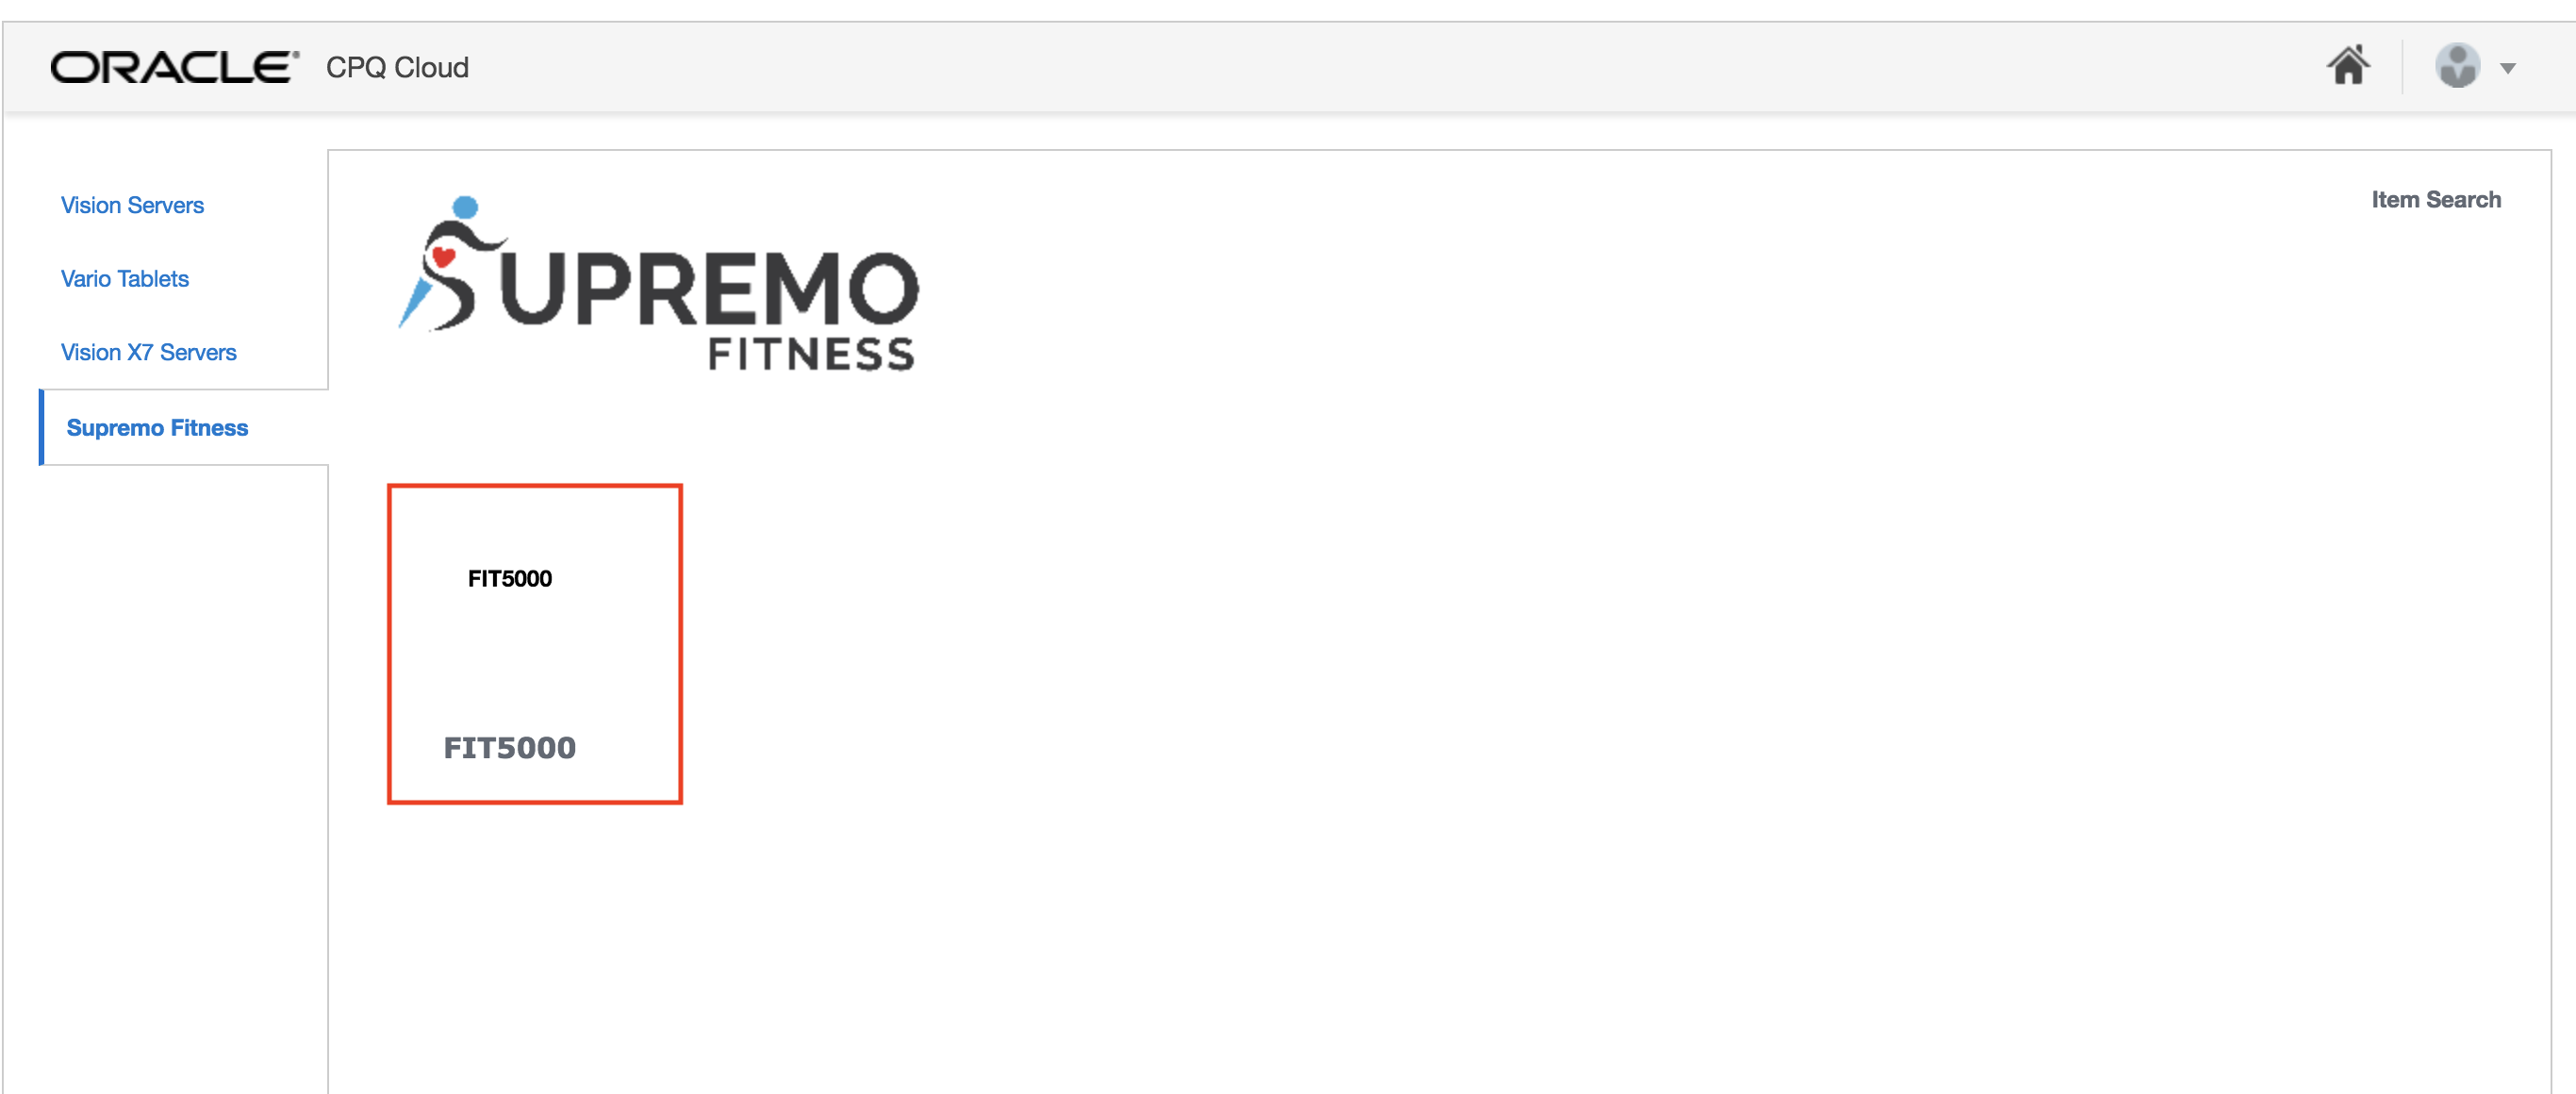 ORACLE® CPQ Cloud
Vision Servers
Vario Tablets
Vision X7 Servers
Supremo Fitness
Item Search
SUPREMO
FITNESS
FIT5000
FIT5000